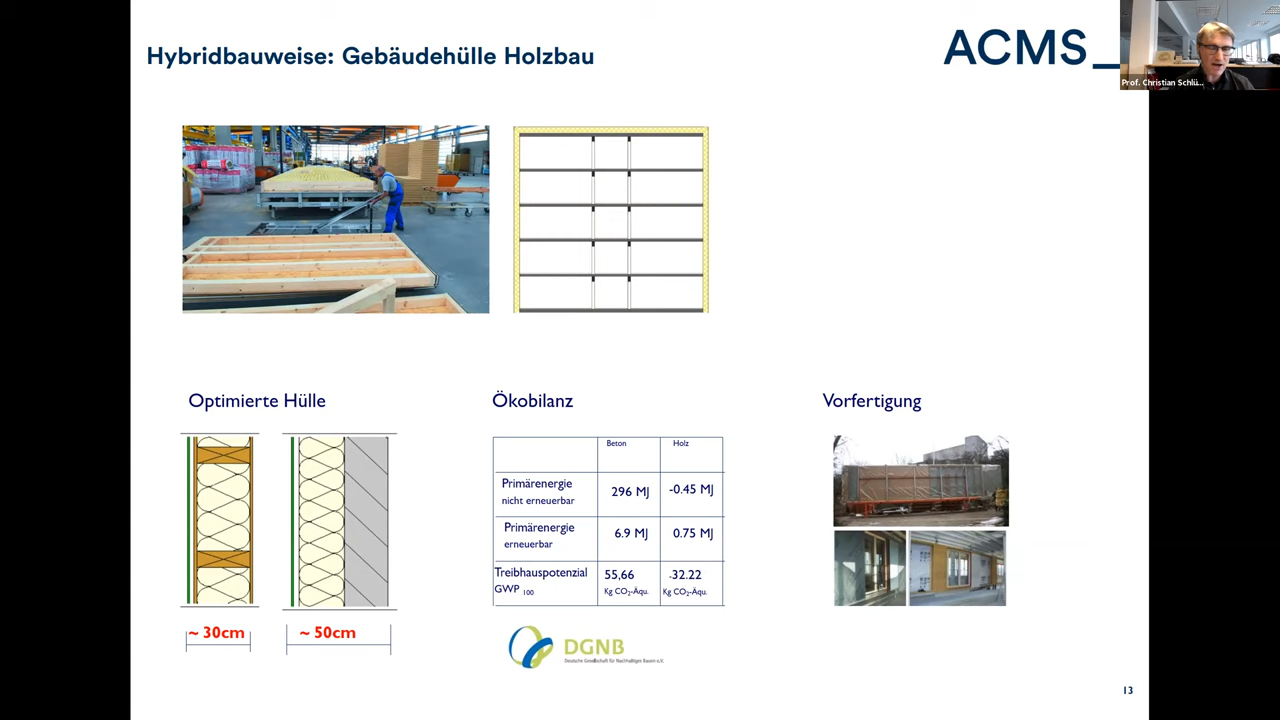 Hybridbauweise: Gebäudehülle Holzbau
ACMS_
Prof. Christian Schlü...
Optimierte Hülle
Ökobilanz
Vorfertigung
Beton Holz
Primärenergie
nicht erneuerbar
296 MJ -0.45 MJ
Primärenergie
erneuerbar
6.9 MJ 0.75 MJ
Treibhauspotenzial
GWP 100
55,66 -32.22
Kg CO₂-Äqu. Kg CO₂-Äqu.
~ 30cm ~ 50cm
DGNB
Deutsche Gesellschaft für Nachhaltiges Bauen e.V.
13